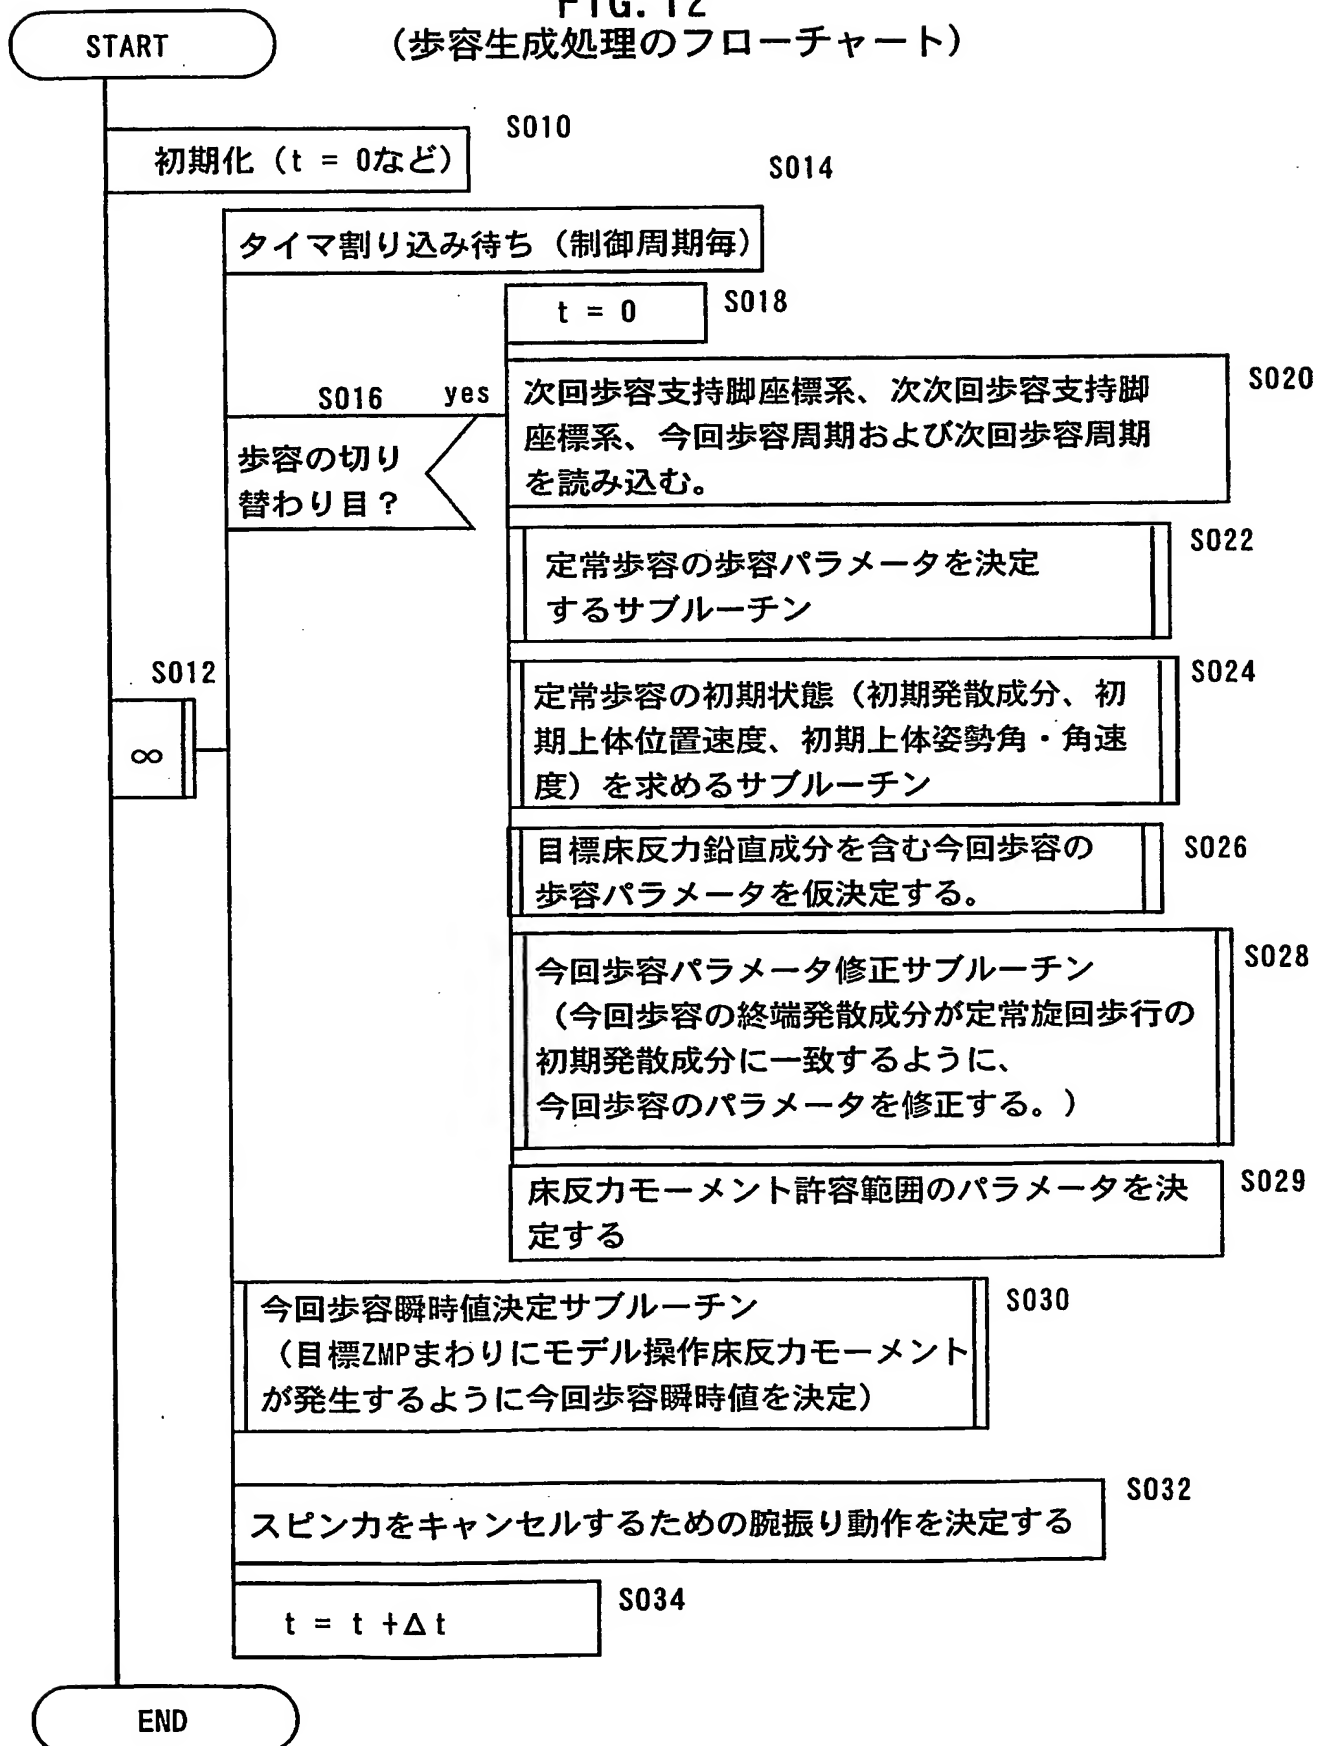 FIG. 12
START
(歩容生成処理のフローチャート)
S010
初期化 (t = 0など)
S014
タイマ割り込み待ち (制御周期毎)
t = 0
S018
S016
yes
歩容の切り
替わり目?
次回歩容支持脚座標系、次次回歩容支持脚
座標系、今回歩容周期および次回歩容周期
を読み込む。
S020
定常歩容の歩容パラメータを決定
するサブルーチン
S022
S012
∞
定常歩容の初期状態 (初期発散成分、初
期上体位置速度、初期上体姿勢角・角速
度) を求めるサブルーチン
S024
目標床反力鉛直成分を含む今回歩容の
歩容パラメータを仮決定する。
S026
今回歩容パラメータ修正サブルーチン
(今回歩容の終端発散成分が定常旋回歩行の
初期発散成分に一致するように、
今回歩容のパラメータを修正する。)
S028
床反力モーメント許容範囲のパラメータを決
定する
S029
今回歩容瞬時値決定サブルーチン
(目標ZMPまわりにモデル操作床反力モーメント
が発生するように今回歩容瞬時値を決定)
S030
スピン力をキャンセルするための腕振り動作を決定する
S032
t = t +Δt
S034
END